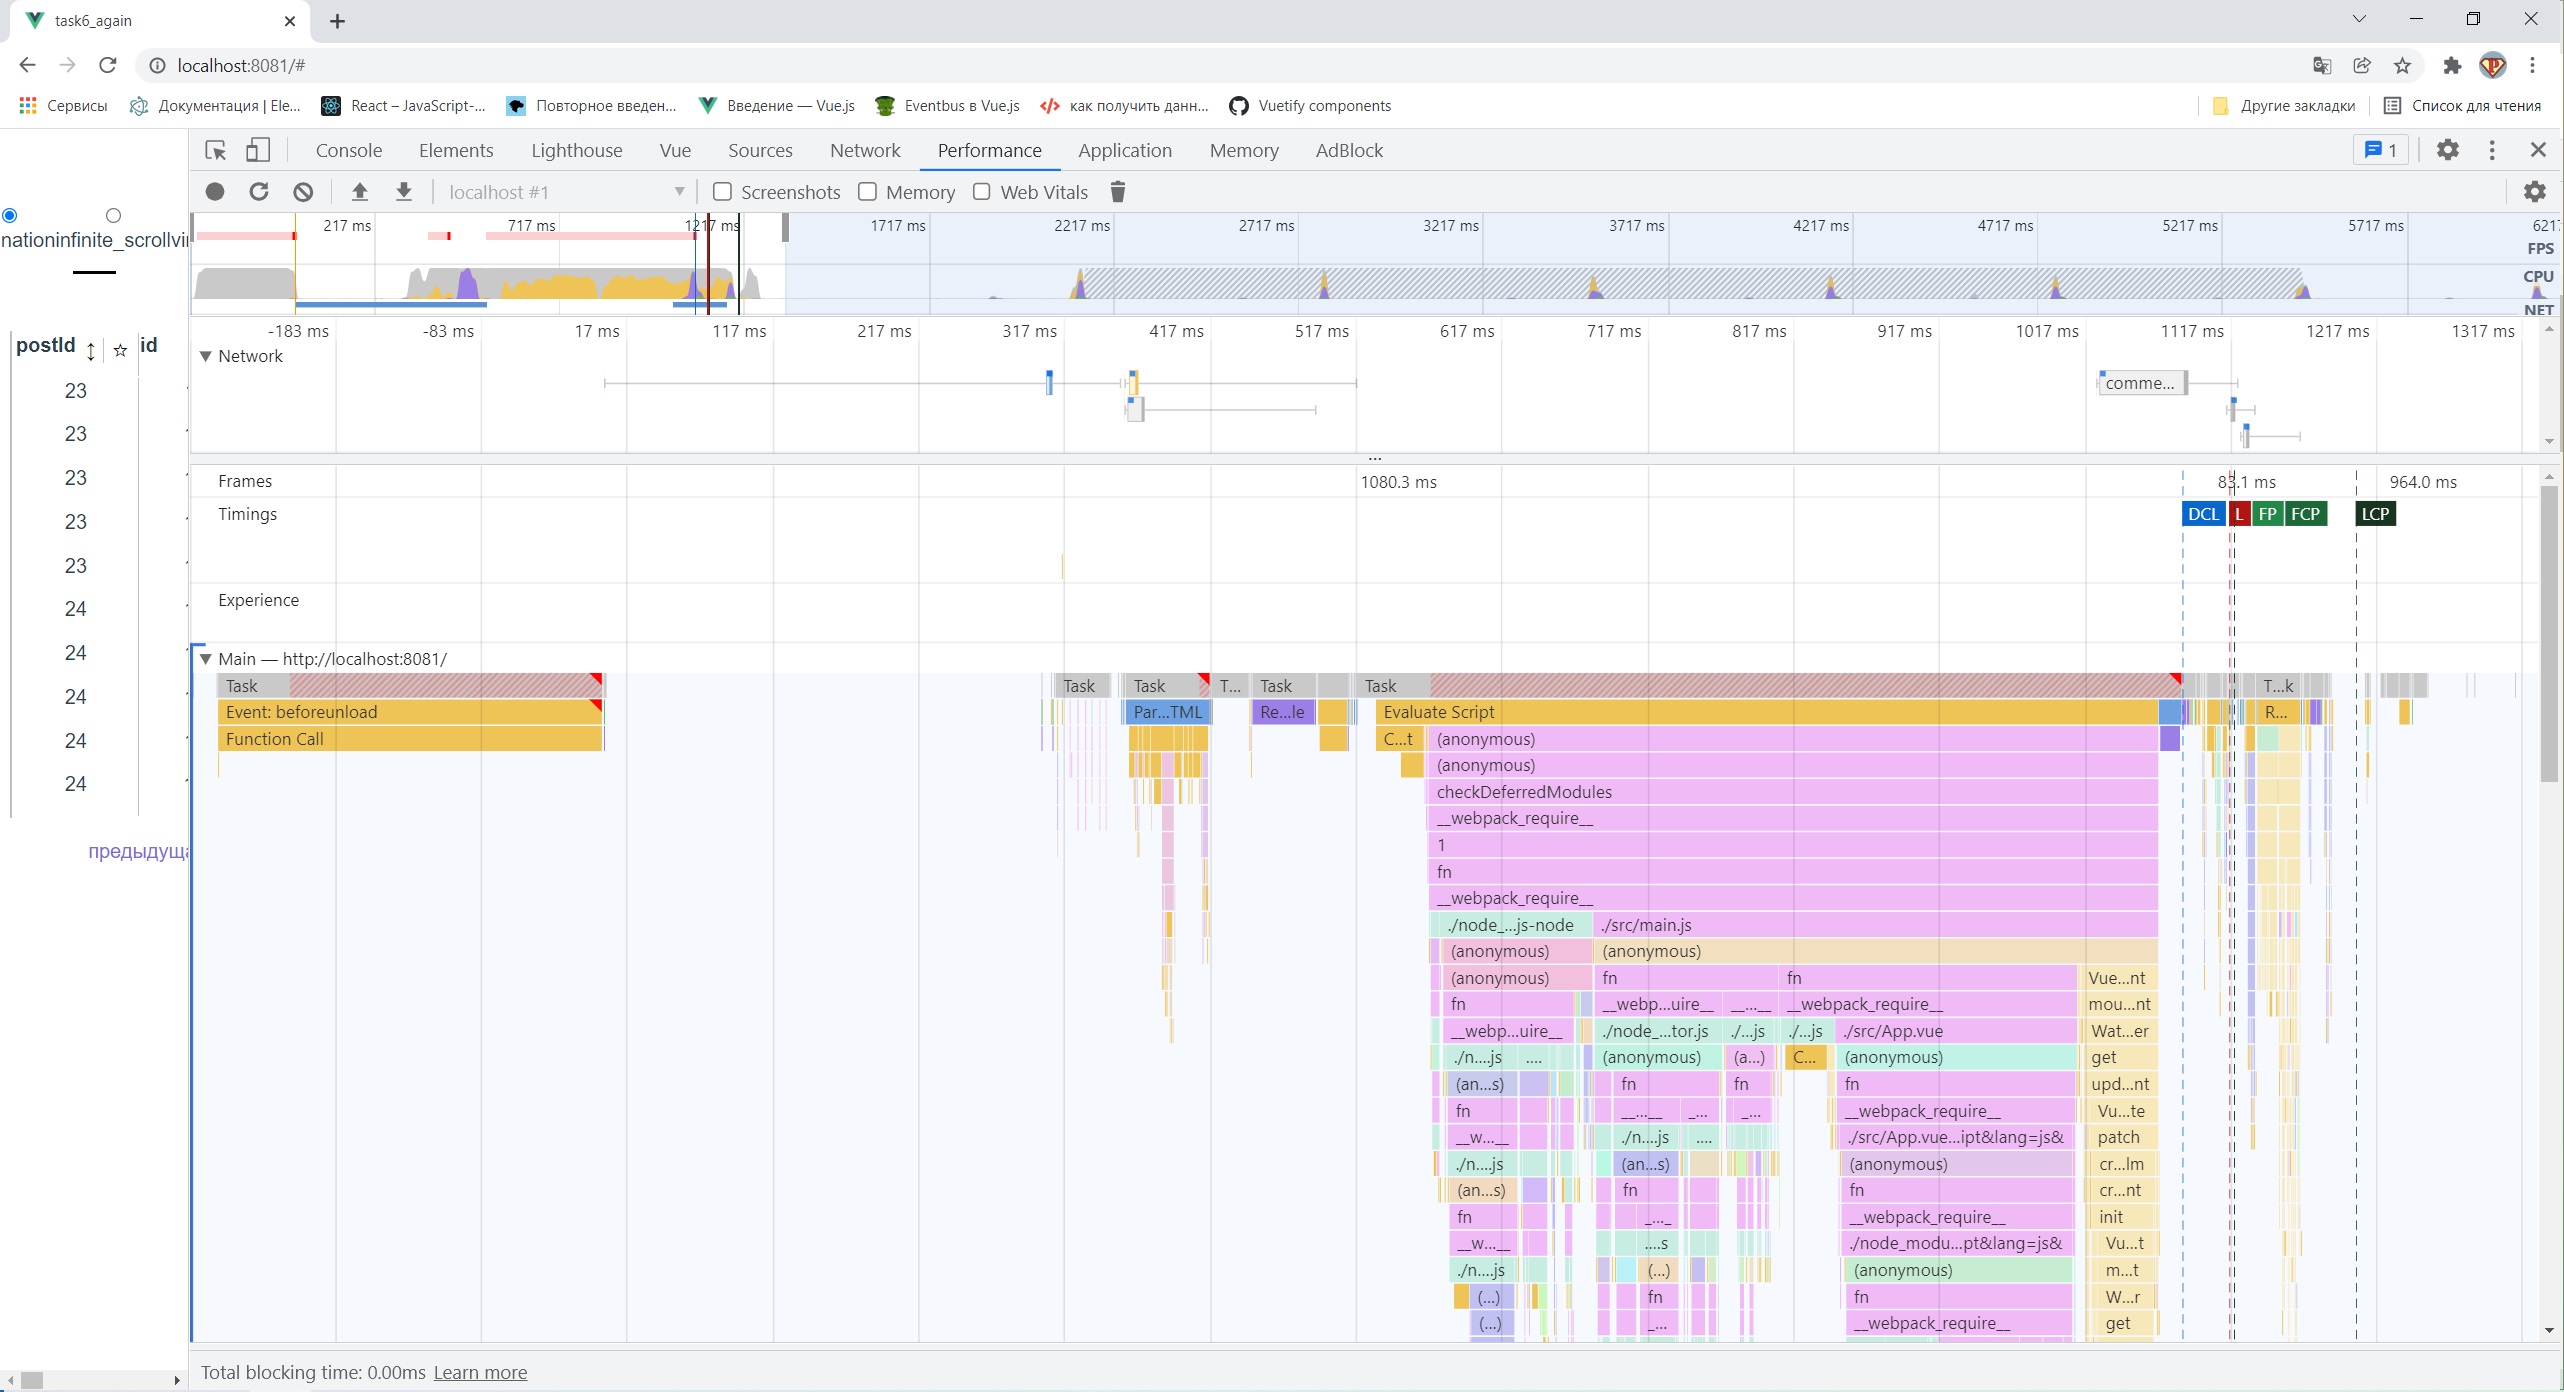 task6_again
localhost:8081/#
Сервисы Документация | Ele... React – JavaScript-... Повторное введен... Введение — Vue.js Eventbus в Vue.js как получить данн... Vuetify components Другие закладки Список для чтения
Console Elements Lighthouse Vue Sources Network Performance Application Memory AdBlock 1
localhost #1 Screenshots Memory Web Vitals
217 ms 717 ms 1217 ms 1717 ms 2217 ms 2717 ms 3217 ms 3717 ms 4217 ms 4717 ms 5217 ms 5717 ms 621
FPS
CPU
NET
nationinfinite_scrollvi
-183 ms -83 ms 17 ms 117 ms 217 ms 317 ms 417 ms 517 ms 617 ms 717 ms 817 ms 917 ms 1017 ms 1117 ms 1217 ms 1317 ms
postId id
23
23
23
23
23
24
24
24
24
24
предыдущ
Network
comme...
Frames 1080.3 ms 83.1 ms 964.0 ms
Timings DCL L FP FCP LCP
Experience
Main — http://localhost:8081/
Task Task Task T... Task Task T...k
Event: beforeunload Par...TML Re...le Evaluate Script R...
Function Call C...t (anonymous)
(anonymous)
checkDeferredModules
__webpack_require__
1
fn
__webpack_require__
./node_...js-node ./src/main.js
(anonymous) (anonymous)
(anonymous) fn fn Vue...nt
fn __webp...uire__ __...__ __webpack_require__ mou...nt
__webp...uire__ ./node_...tor.js ./...js ./...js ./src/App.vue Wat...er
./n....js .... (anonymous) (a...) C... (anonymous) get
(an...s) fn fn fn upd...nt
fn __...__ _... _... __webpack_require__ Vu...te
__w...__ ./n....js .... ./src/App.vue...ipt&lang=js& patch
./n....js (an...s) (anonymous) cr...lm
(an...s) fn fn cr...nt
fn _..._ __webpack_require__ init
__w...__ ....s ./node_modu...pt&lang=js& Vu...t
./n....js (...) (anonymous) m...t
(...) fn fn W...r
(...) _... __webpack_require__ get
Total blocking time: 0.00ms Learn more